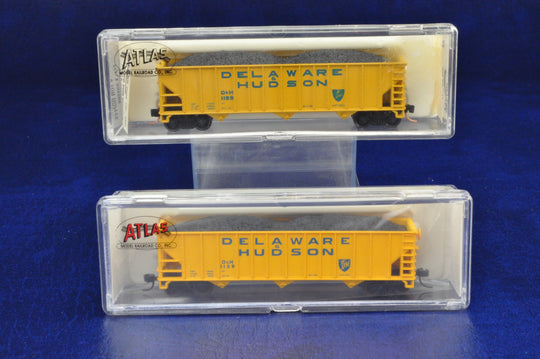 ATLAS
MODEL RAILROAD CO., INC.
DELAWARE
&
HUDSON
D&H
ATLAS
MODEL RAILROAD CO., INC.
DELAWARE
&
HUDSON
D&H